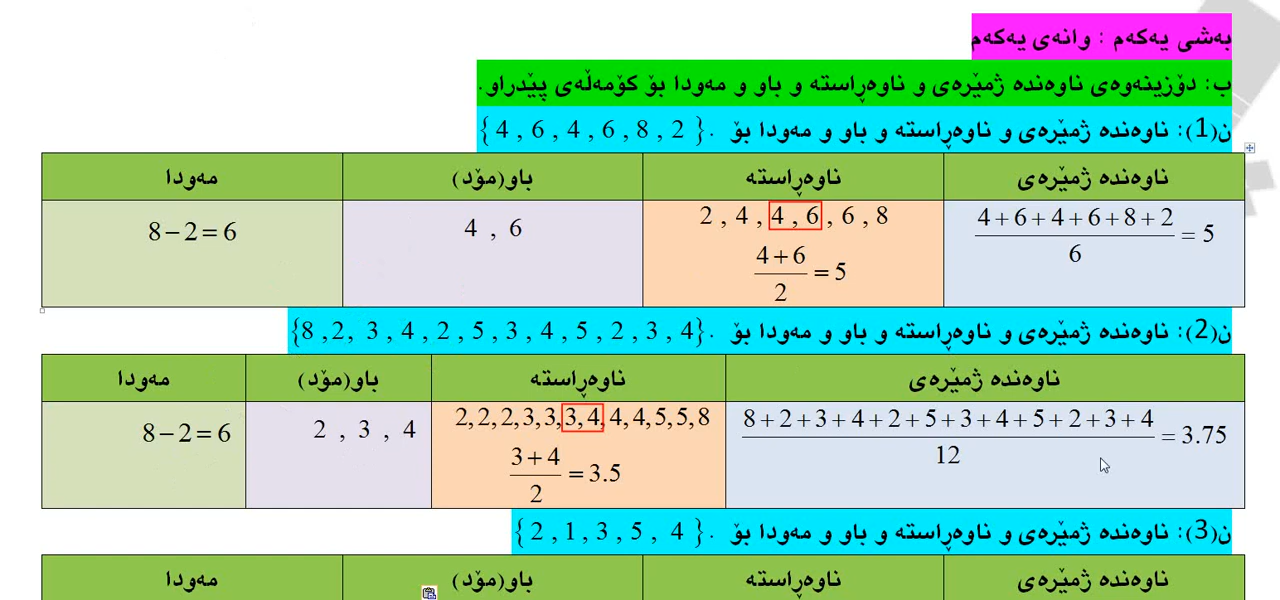 بەشی یەکەم : وانەی یەکەم
ب: دۆزینەوەی ناوەندە ژمێرەی و ناوەڕاستە و باو و مەودا بۆ کۆمەڵەی پێدراو.
ن(1): ناوەندە ژمێرەی و ناوەڕاستە و باو و مەودا بۆ . { 4 , 6 , 4 , 6 , 8 , 2 }
ناوەندە ژمێرەی ناوەڕاستە باو(مۆد) مەودا
(4+6+4+6+8+2)/6 = 5
2 , 4 , 4 , 6 , 6 , 8
(4+6)/2 = 5
4 , 6
8−2=6
ن(2): ناوەندە ژمێرەی و ناوەڕاستە و باو و مەودا بۆ . {8 ,2, 3 , 4 , 2 , 5 , 3 , 4 , 5 , 2 , 3 , 4}
ناوەندە ژمێرەی ناوەڕاستە باو(مۆد) مەودا
(8+2+3+4+2+5+3+4+5+2+3+4)/12 = 3.75
2,2,2,3,3,3,4,4,4,5,5,8
(3+4)/2 = 3.5
2 , 3 , 4
8−2=6
ن(3): ناوەندە ژمێرەی و ناوەڕاستە و باو و مەودا بۆ . { 2 , 1 , 3 , 5 , 4 }
ناوەندە ژمێرەی ناوەڕاستە باو(مۆد) مەودا